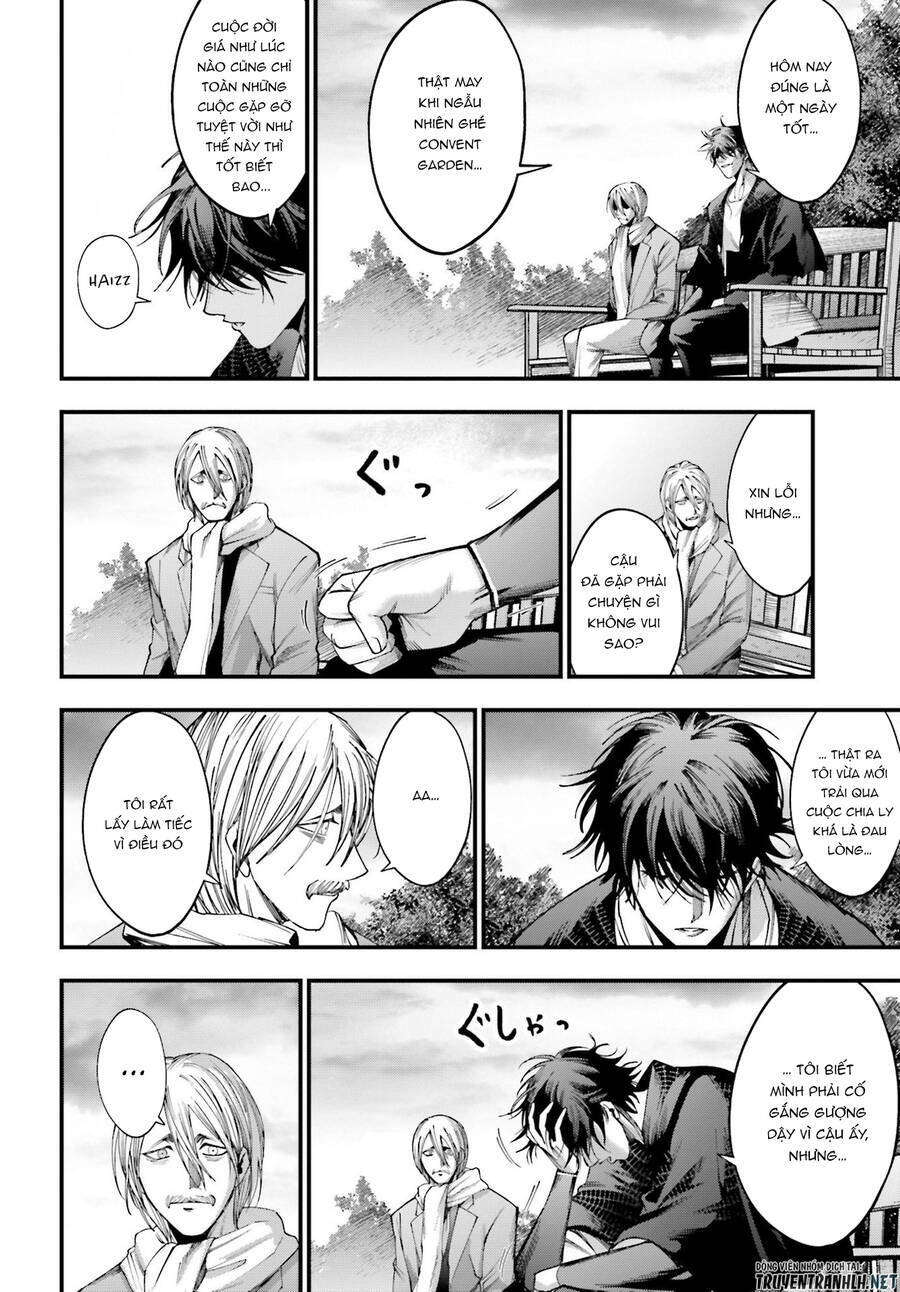 HÔM NAY
ĐÚNG LÀ
MỘT NGÀY
TỐT...
THẬT MAY
KHI NGẪU
NHIÊN GHÉ
CONVENT
GARDEN...
CUỘC ĐỜI
GIÁ NHƯ LÚC
NÀO CŨNG CHỈ
TOÀN NHỮNG
CUỘC GẶP GỠ
TUYỆT VỜI NHƯ
THẾ NÀY THÌ
TỐT BIẾT
BAO...
HAIZZ
XIN LỖI
NHƯNG...
CẬU
ĐÃ GẶP PHẢI
CHUYỆN GÌ
KHÔNG VUI
SAO?
ぐっ
... THẬT RA
TÔI VỪA MỚI
TRẢI QUA
CUỘC CHIA LY
KHÁ LÀ ĐAU
LÒNG...
AA...
TÔI RẤT
LẤY LÀM TIẾC
VÌ ĐIỀU ĐÓ
... TÔI BIẾT
MÌNH PHẢI CỐ
GẮNG GƯỢNG
DẬY VÌ CẬU ẤY,
NHƯNG...
ぐしゃっ
...
ĐỘNG VIÊN NHÓM DỊCH TẠI:
TRUYENTRANHLH.NET